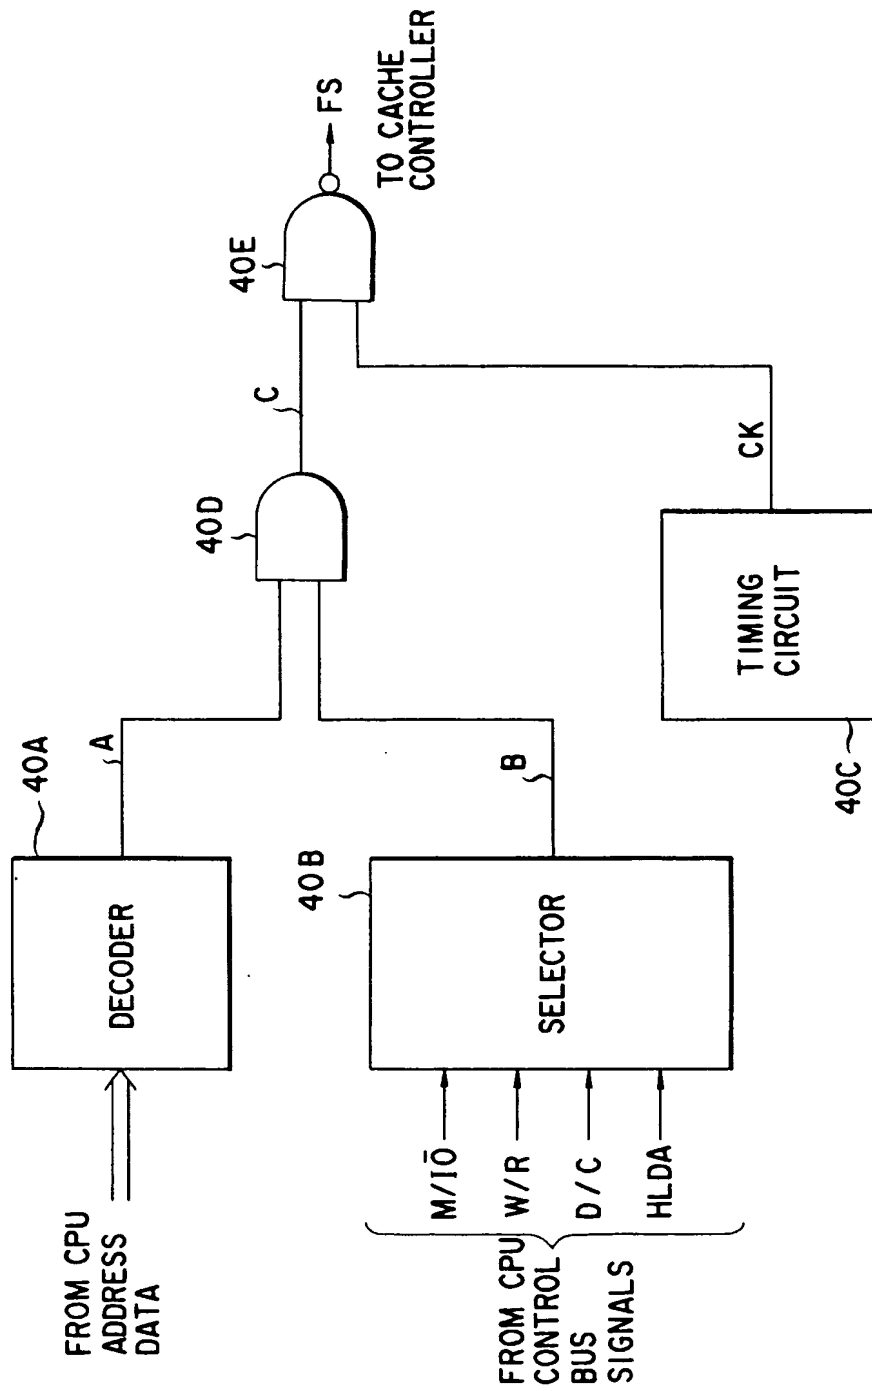 FROM CPU
ADDRESS
DATA
DECODER
40A
A
FROM CPU
CONTROL
BUS
SIGNALS
M/I̅O̅
W/R
D/C
HLDA
SELECTOR
40B
B
40D
C
TIMING
CIRCUIT
40C
CK
40E
FS
TO CACHE
CONTROLLER